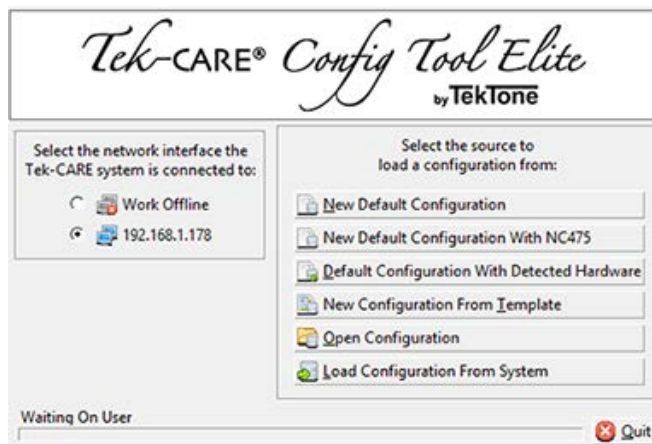 Tek-CARE® Config Tool Elite
by TekTone
Select the network interface the
Tek-CARE system is connected to:
Work Offline
192.168.1.178
Select the source to
load a configuration from:
New Default Configuration
New Default Configuration With NC475
Default Configuration With Detected Hardware
New Configuration From Template
Open Configuration
Load Configuration From System
Waiting On User
Quit